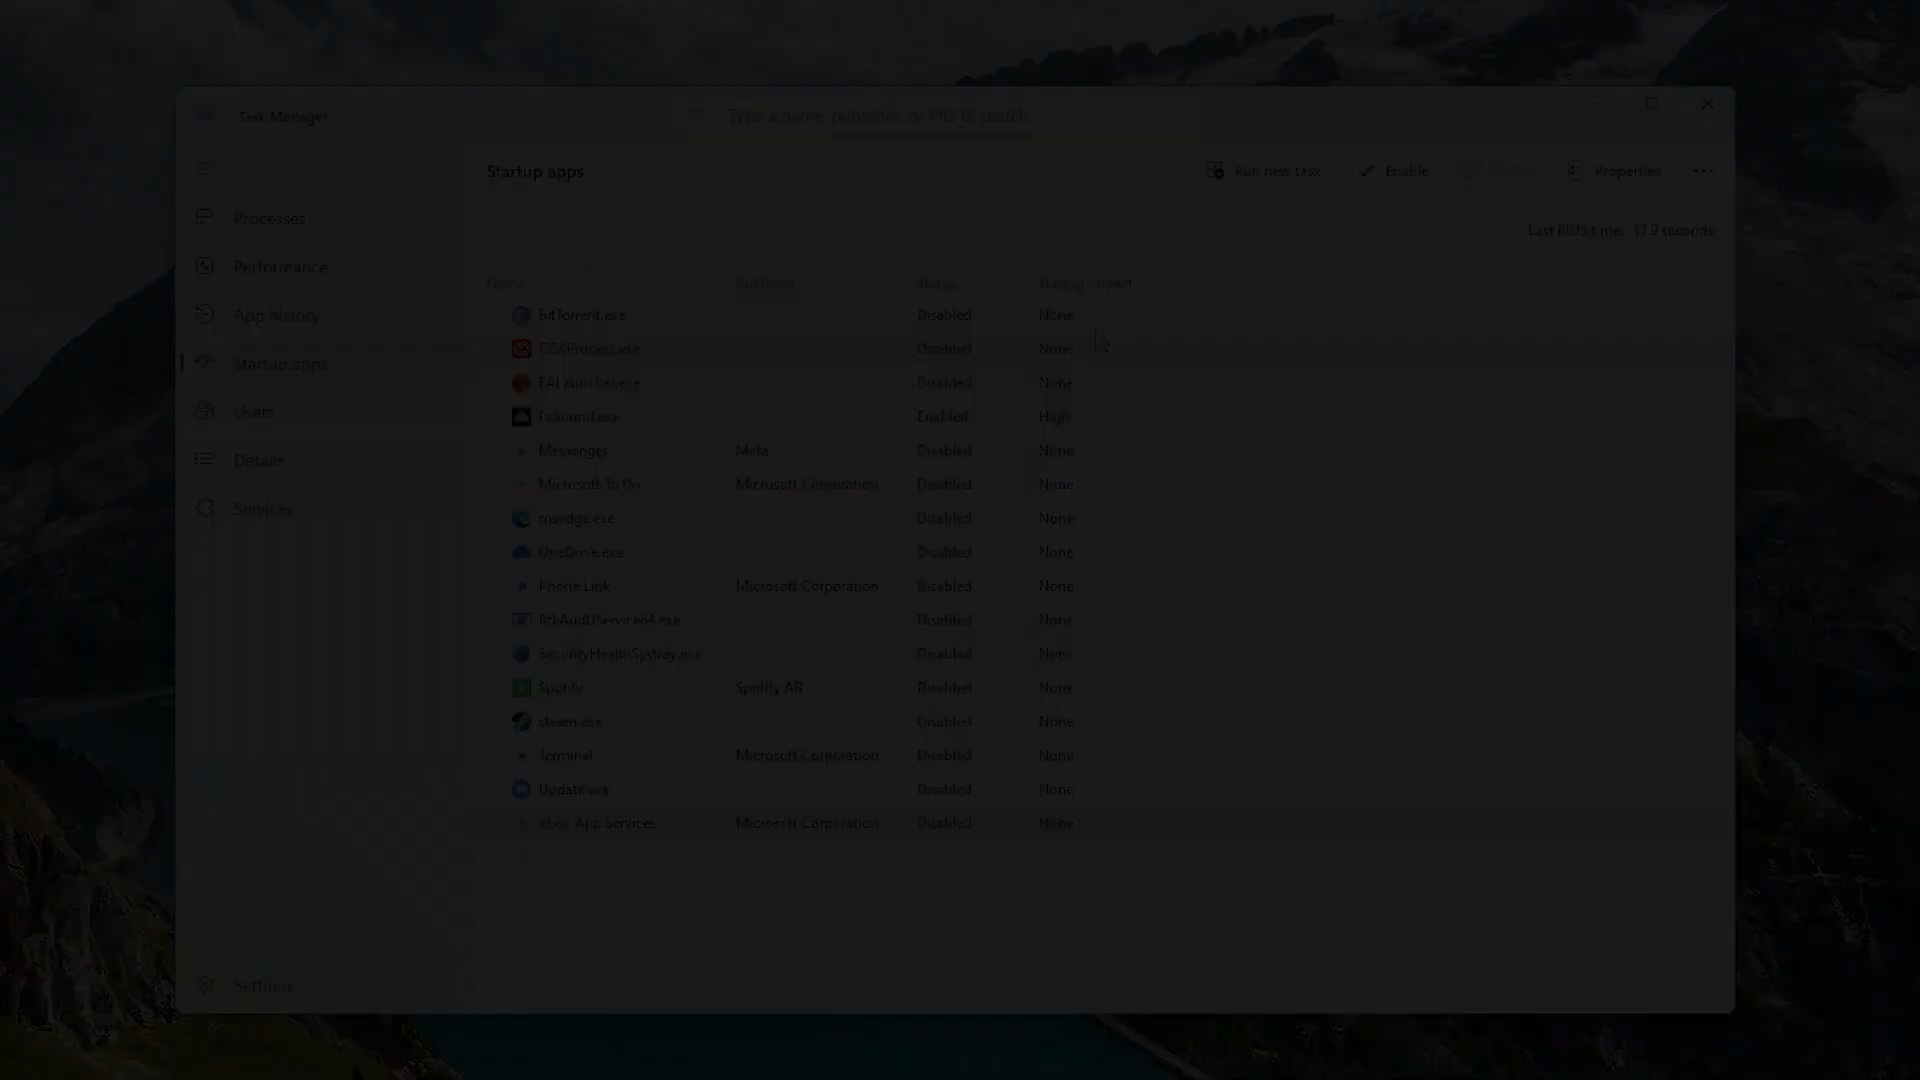 Task Manager
Type a name, publisher, or PID to search
Startup apps
Run new task
Enable
Properties
Last BIOS time: 17.9 seconds
Processes
Performance
App history
Startup apps
Users
Details
Services
Settings
Name
Status
Startup impact
BitTorrent.exe Disabled None
CCXProcess.exe Disabled None
EALauncher.exe Disabled None
FxSound.exe Enabled High
Messenger Meta Disabled None
Microsoft To Do Microsoft Corporation Disabled None
msedge.exe Disabled None
OneDrive.exe Disabled None
Phone Link Microsoft Corporation Disabled None
RtkAudUService64.exe Disabled None
SecurityHealthSystray.exe Disabled None
Spotify Spotify AB Disabled None
steam.exe Disabled None
Terminal Microsoft Corporation Disabled None
Update.exe Disabled None
Xbox App Services Microsoft Corporation Disabled None